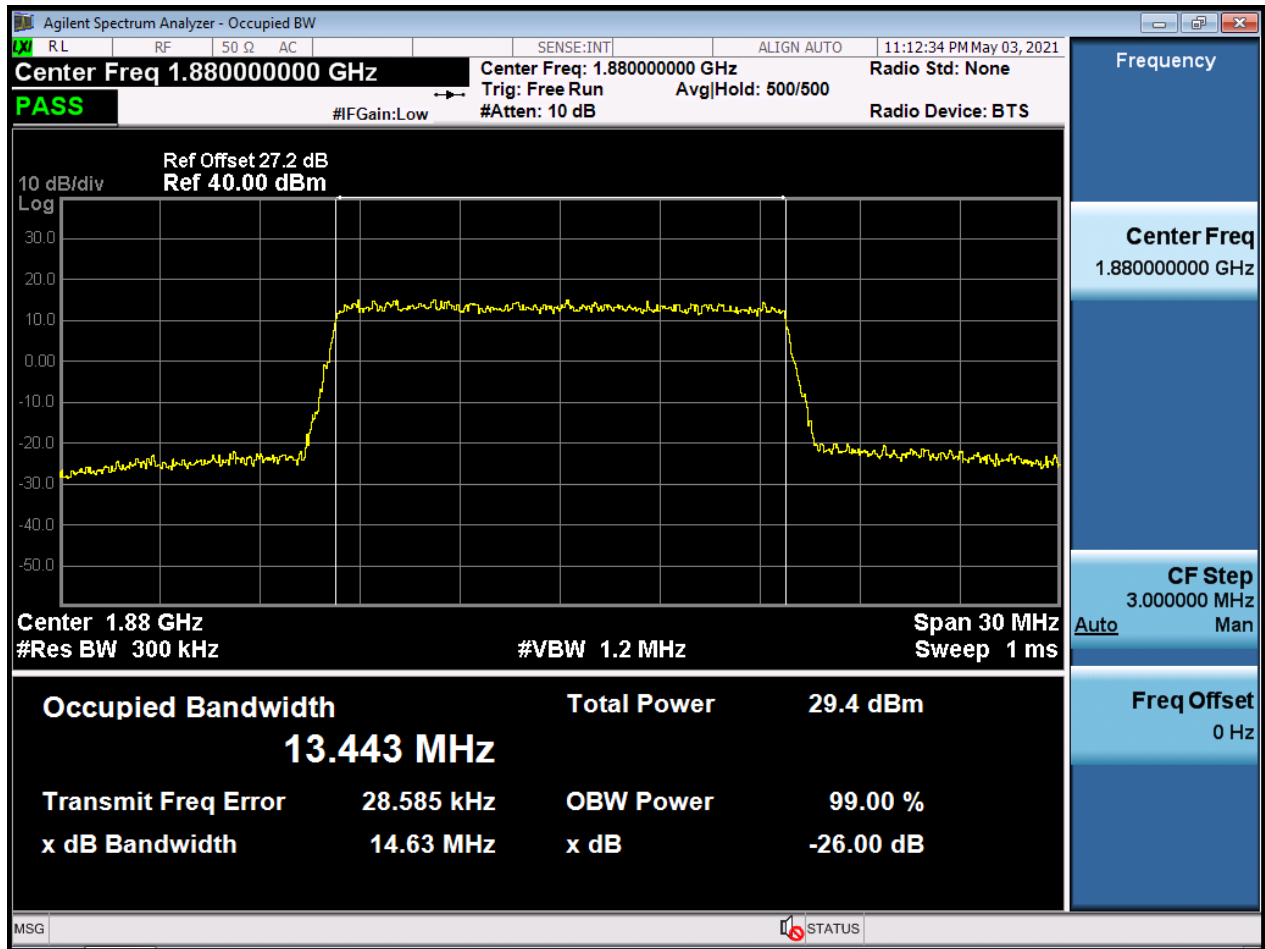 Agilent Spectrum Analyzer - Occupied BW
LXI RL RF 50 Ω AC SENSE:INT ALIGN AUTO 11:12:34 PM May 03, 2021
Center Freq 1.880000000 GHz
PASS
#IFGain:Low
Center Freq: 1.880000000 GHz
Trig: Free Run Avg|Hold: 500/500
#Atten: 10 dB
Radio Std: None
Radio Device: BTS
Ref Offset 27.2 dB
10 dB/div Ref 40.00 dBm
Log
30.0
20.0
10.0
0.00
-10.0
-20.0
-30.0
-40.0
-50.0
Center 1.88 GHz Span 30 MHz
#Res BW 300 kHz #VBW 1.2 MHz Sweep 1 ms
Occupied Bandwidth Total Power 29.4 dBm
13.443 MHz
Transmit Freq Error 28.585 kHz OBW Power 99.00 %
x dB Bandwidth 14.63 MHz x dB -26.00 dB
Frequency
Center Freq
1.880000000 GHz
CF Step
3.000000 MHz
Auto Man
Freq Offset
0 Hz
MSG STATUS